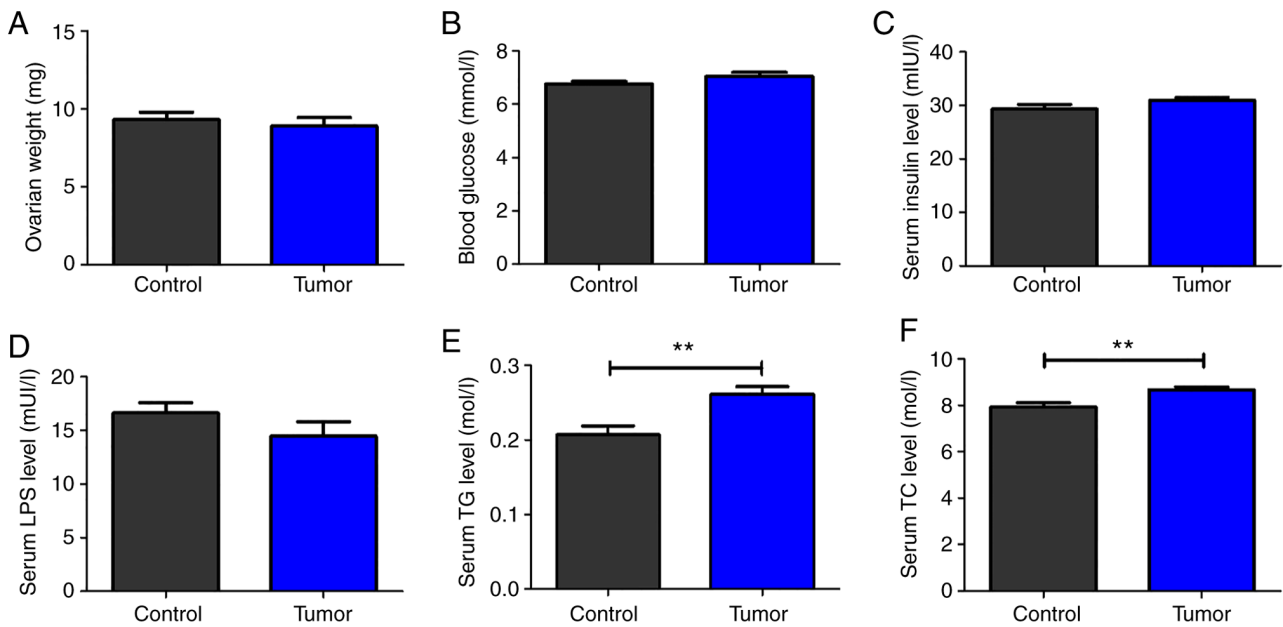 A
Ovarian weight (mg)
15
10
5
0
Control Tumor
B
Blood glucose (mmol/l)
8
6
4
2
0
Control Tumor
C
Serum insulin level (mIU/l)
40
30
20
10
0
Control Tumor
D
Serum LPS level (mUI/l)
20
15
10
5
0
Control Tumor
E
Serum TG level (mol/l)
0.3
0.2
0.1
0.0
**
Control Tumor
F
Serum TC level (mol/l)
10
8
6
4
2
0
**
Control Tumor